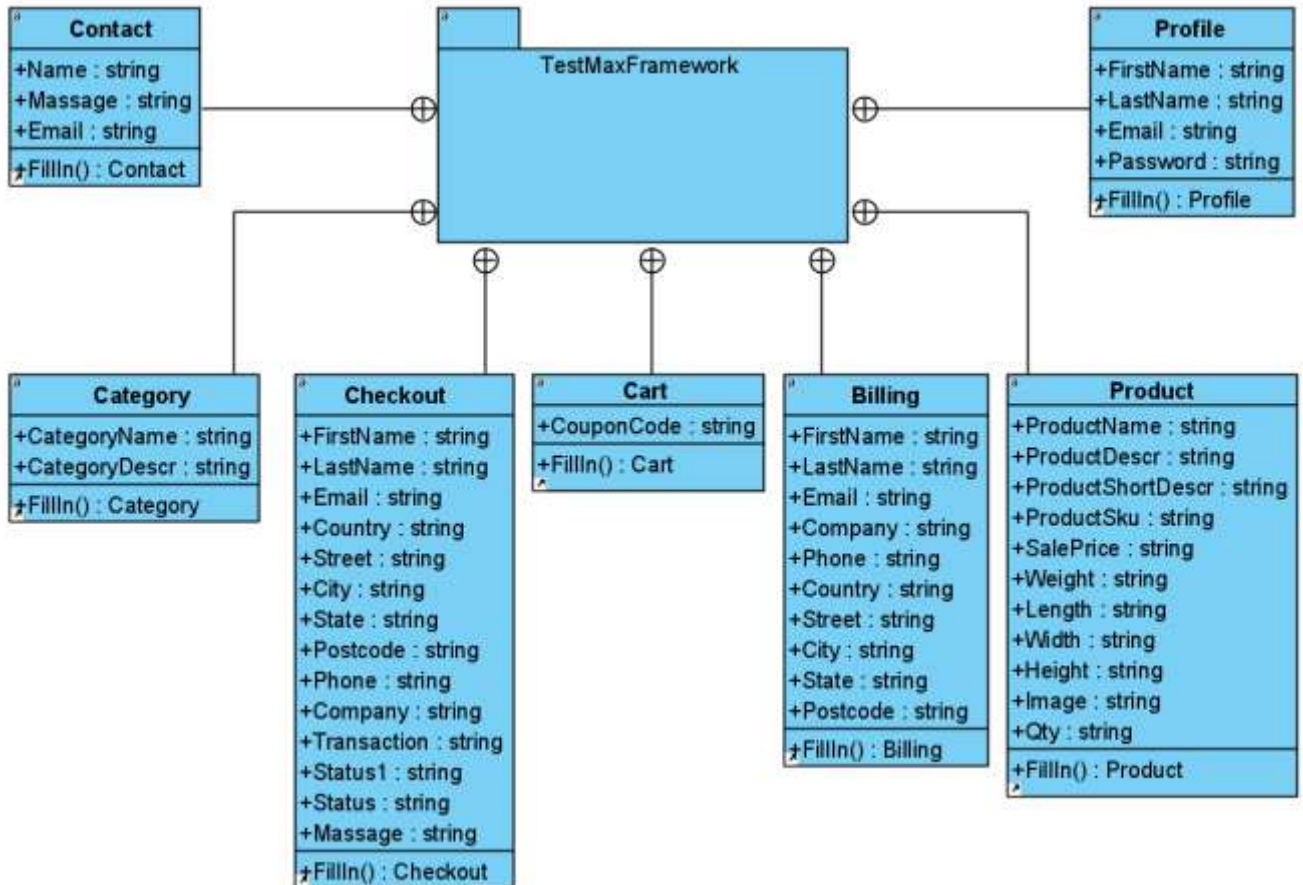 Contact
+Name : string
+Massage : string
+Email : string
+FillIn() : Contact
TestMaxFramework
Profile
+FirstName : string
+LastName : string
+Email : string
+Password : string
+FillIn() : Profile
Category
+CategoryName : string
+CategoryDescr : string
+FillIn() : Category
Checkout
+FirstName : string
+LastName : string
+Email : string
+Country : string
+Street : string
+City : string
+State : string
+Postcode : string
+Phone : string
+Company : string
+Transaction : string
+Status1 : string
+Status : string
+Massage : string
+FillIn() : Checkout
Cart
+CouponCode : string
+FillIn() : Cart
Billing
+FirstName : string
+LastName : string
+Email : string
+Company : string
+Phone : string
+Country : string
+Street : string
+City : string
+State : string
+Postcode : string
+FillIn() : Billing
Product
+ProductName : string
+ProductDescr : string
+ProductShortDescr : string
+ProductSku : string
+SalePrice : string
+Weight : string
+Length : string
+Width : string
+Height : string
+Image : string
+Qty : string
+FillIn() : Product